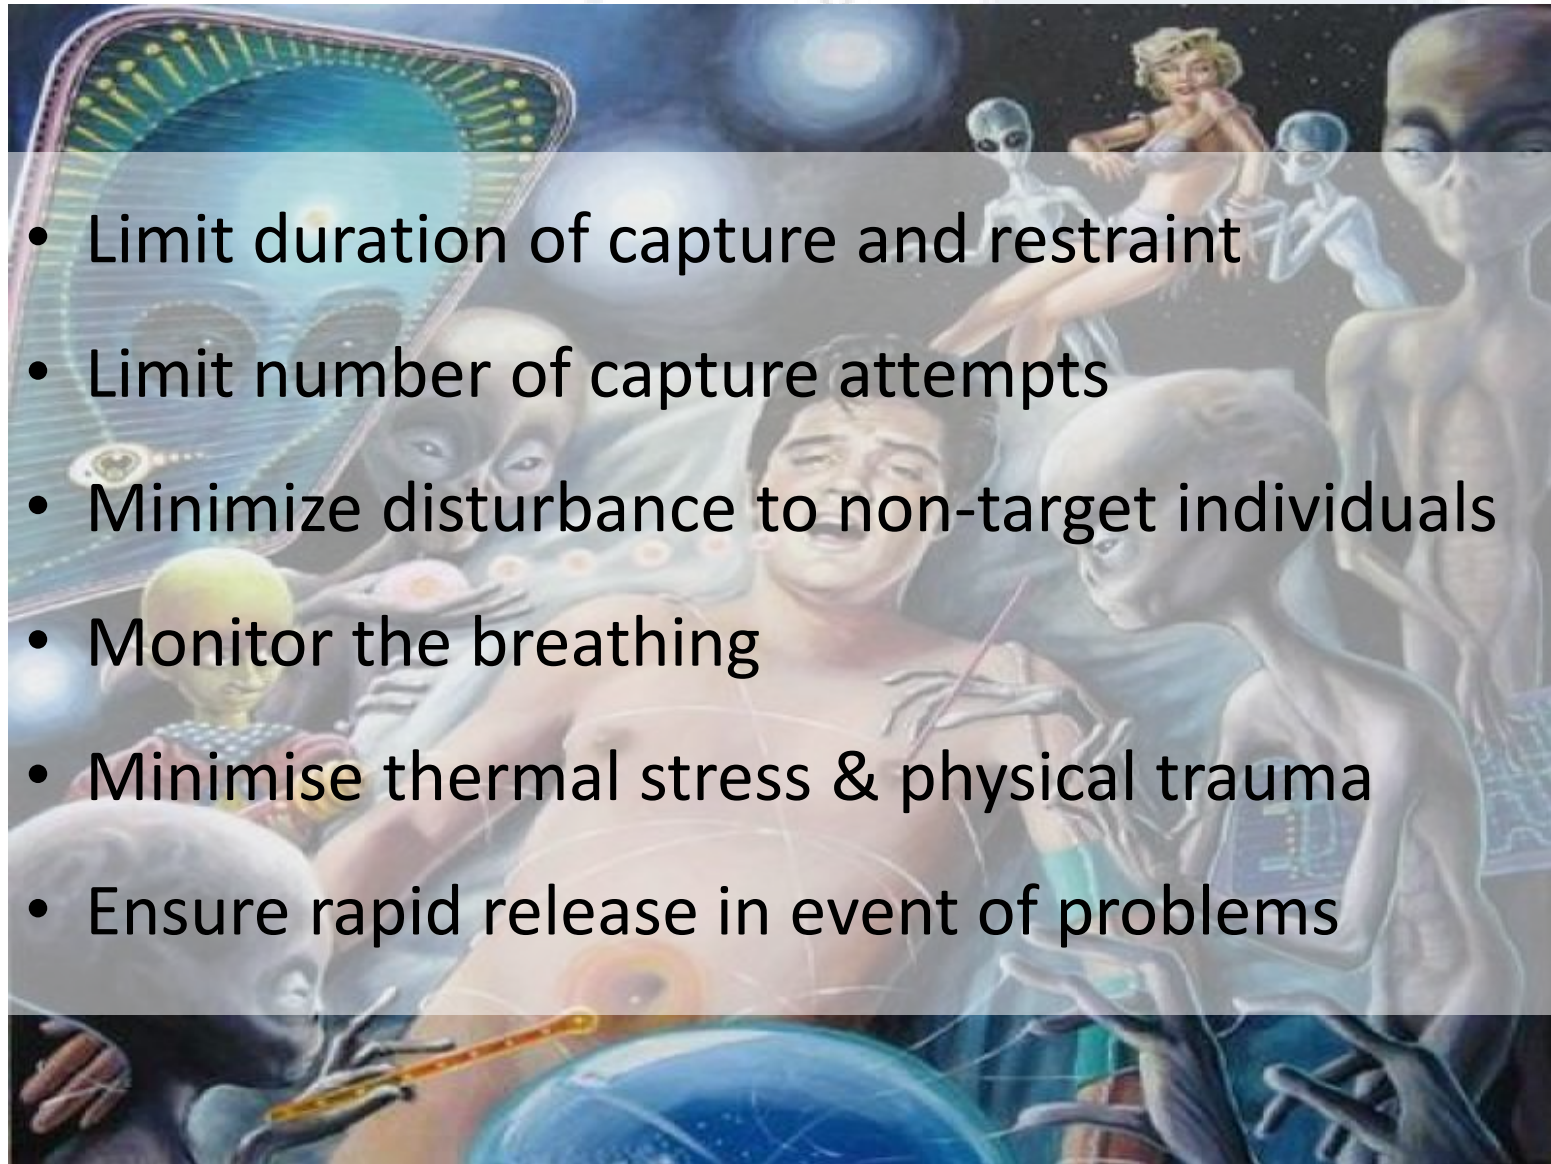 • Limit duration of capture and restraint
• Limit number of capture attempts
• Minimize disturbance to non-target individuals
• Monitor the breathing
• Minimise thermal stress & physical trauma
• Ensure rapid release in event of problems